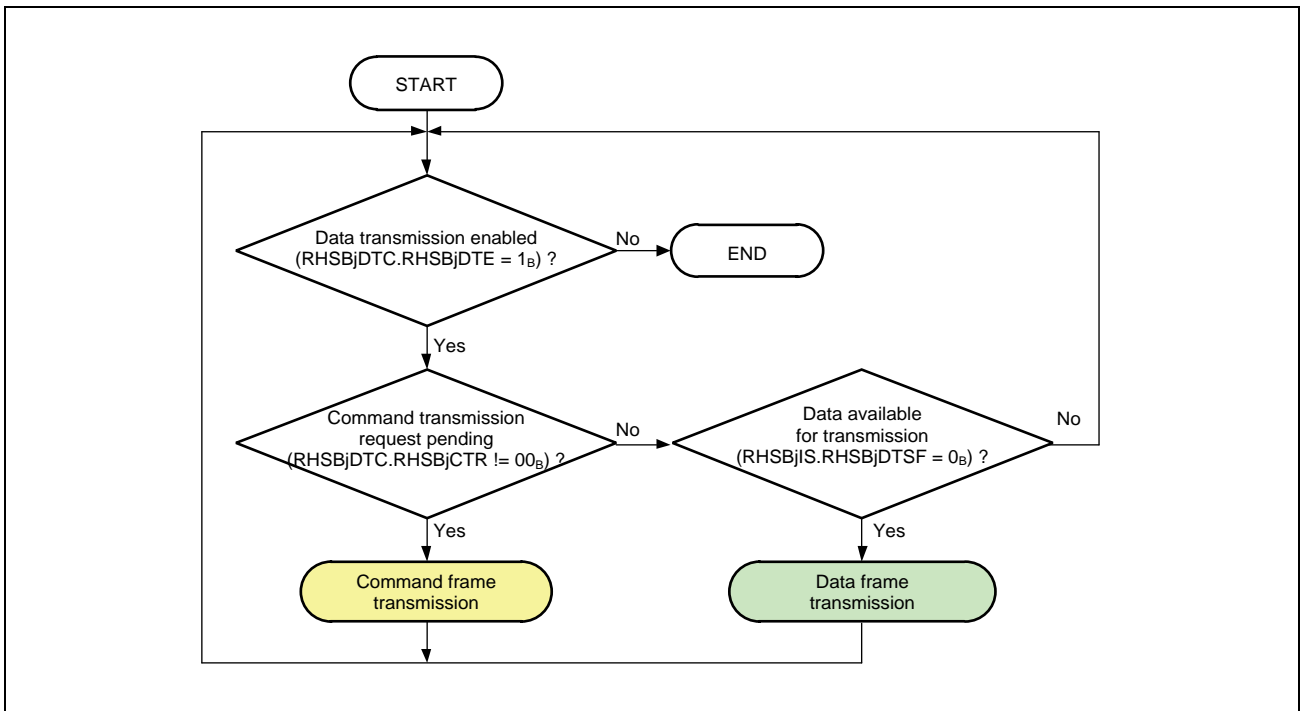 START
Data transmission enabled
(RHSBjDTC.RHSBjDTE = 1B) ?
No
END
Yes
Command transmission
request pending
(RHSBjDTC.RHSBjCTR != 00B) ?
No
Data available
for transmission
(RHSBjIS.RHSBjDTSF = 0B) ?
No
Yes
Yes
Command frame
transmission
Data frame
transmission